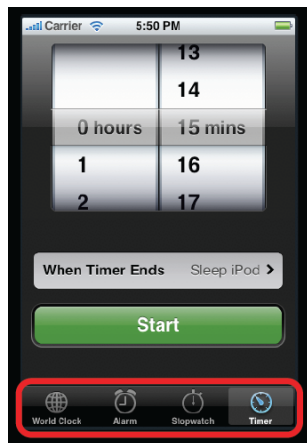 Carrier 5:50 PM
13
14
0 hours 15 mins
1 16
2 17
When Timer Ends Sleep iPod >
Start
World Clock Alarm Stopwatch Timer